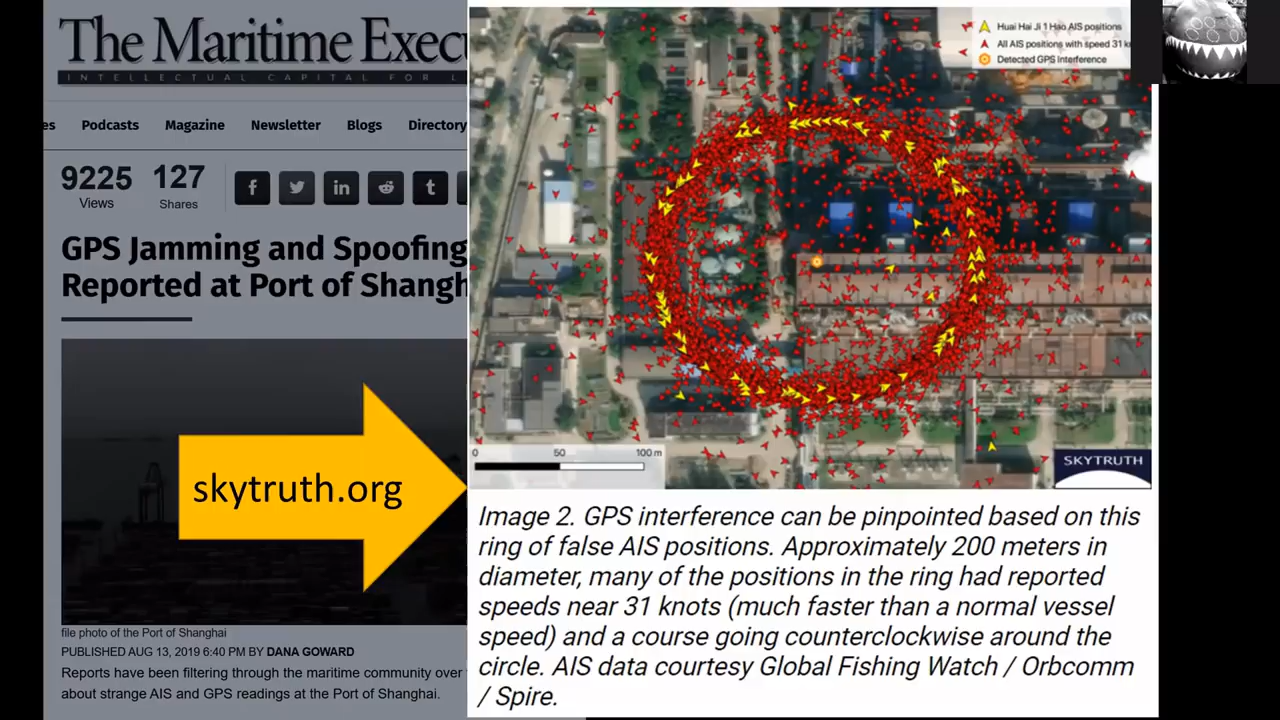 The Maritime Execu
INTELLECTUAL CAPITAL FOR L
es Podcasts Magazine Newsletter Blogs Directory
9225 127
Views Shares
GPS Jamming and Spoofing
Reported at Port of Shangh
skytruth.org
file photo of the Port of Shanghai
PUBLISHED AUG 13, 2019 6:40 PM BY DANA GOWARD
Reports have been filtering through the maritime community over
about strange AIS and GPS readings at the Port of Shanghai.
Huai Hai Ji 1 Hao AIS positions
All AIS positions with speed 31 kn
Detected GPS Interference
0 50 100 m
SKYTRUTH
Image 2. GPS interference can be pinpointed based on this
ring of false AIS positions. Approximately 200 meters in
diameter, many of the positions in the ring had reported
speeds near 31 knots (much faster than a normal vessel
speed) and a course going counterclockwise around the
circle. AIS data courtesy Global Fishing Watch / Orbcomm
/ Spire.